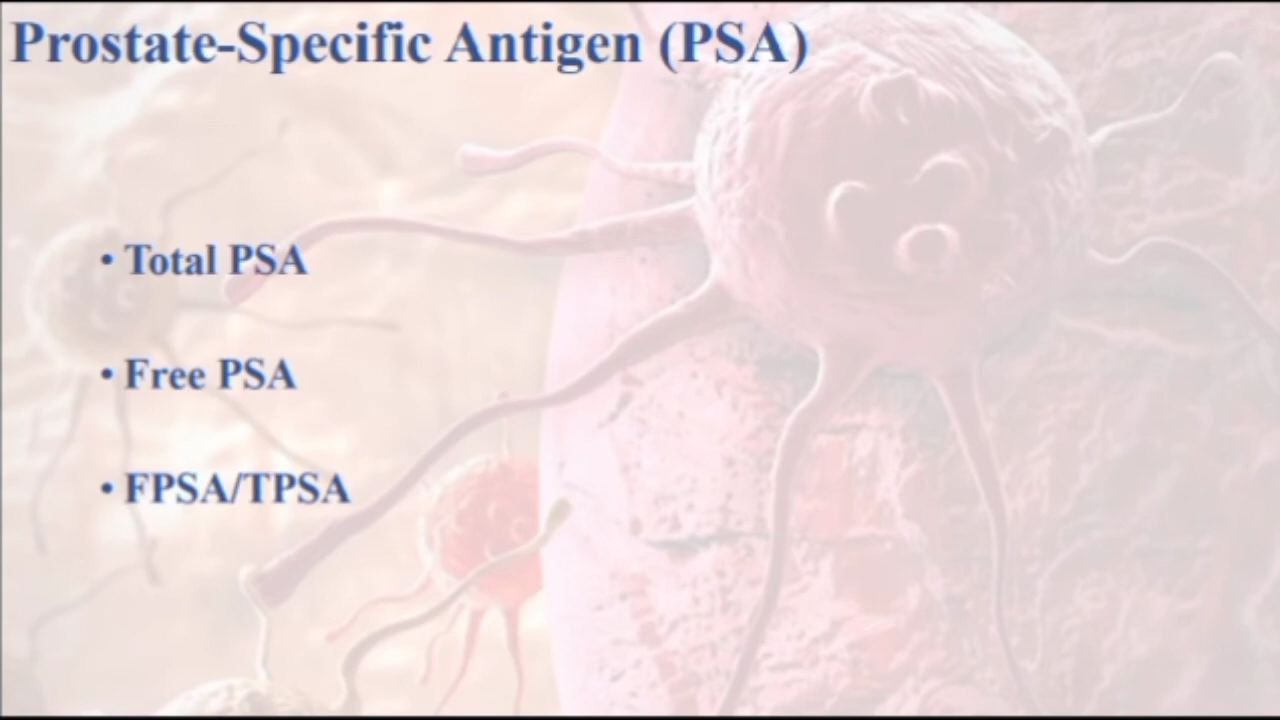 Prostate-Specific Antigen (PSA)
• Total PSA
• Free PSA
• FPSA/TPSA